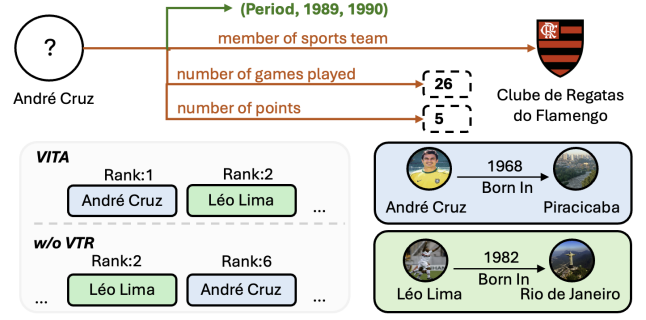 (Period, 1989, 1990)
?
member of sports team
André Cruz
number of games played
26
number of points
5
Clube de Regatas
do Flamengo
VITA
Rank:1
Rank:2
André Cruz
Léo Lima
...
w/o VTR
Rank:2
Rank:6
...
Léo Lima
André Cruz
...
1968
Born In
André Cruz
Piracicaba
1982
Born In
Léo Lima
Rio de Janeiro